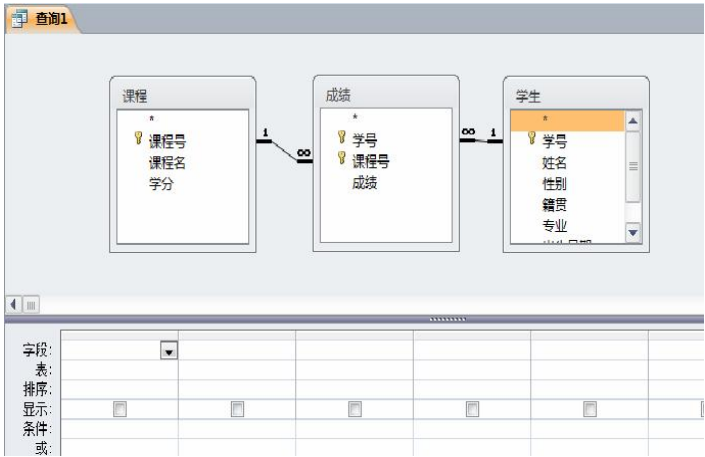 查询1
课程
*
课程号
课程名
学分
1
∞
成绩
*
学号
课程号
成绩
∞
1
学生
*
学号
姓名
性别
籍贯
专业
字段:
表:
排序:
显示:
条件:
或: